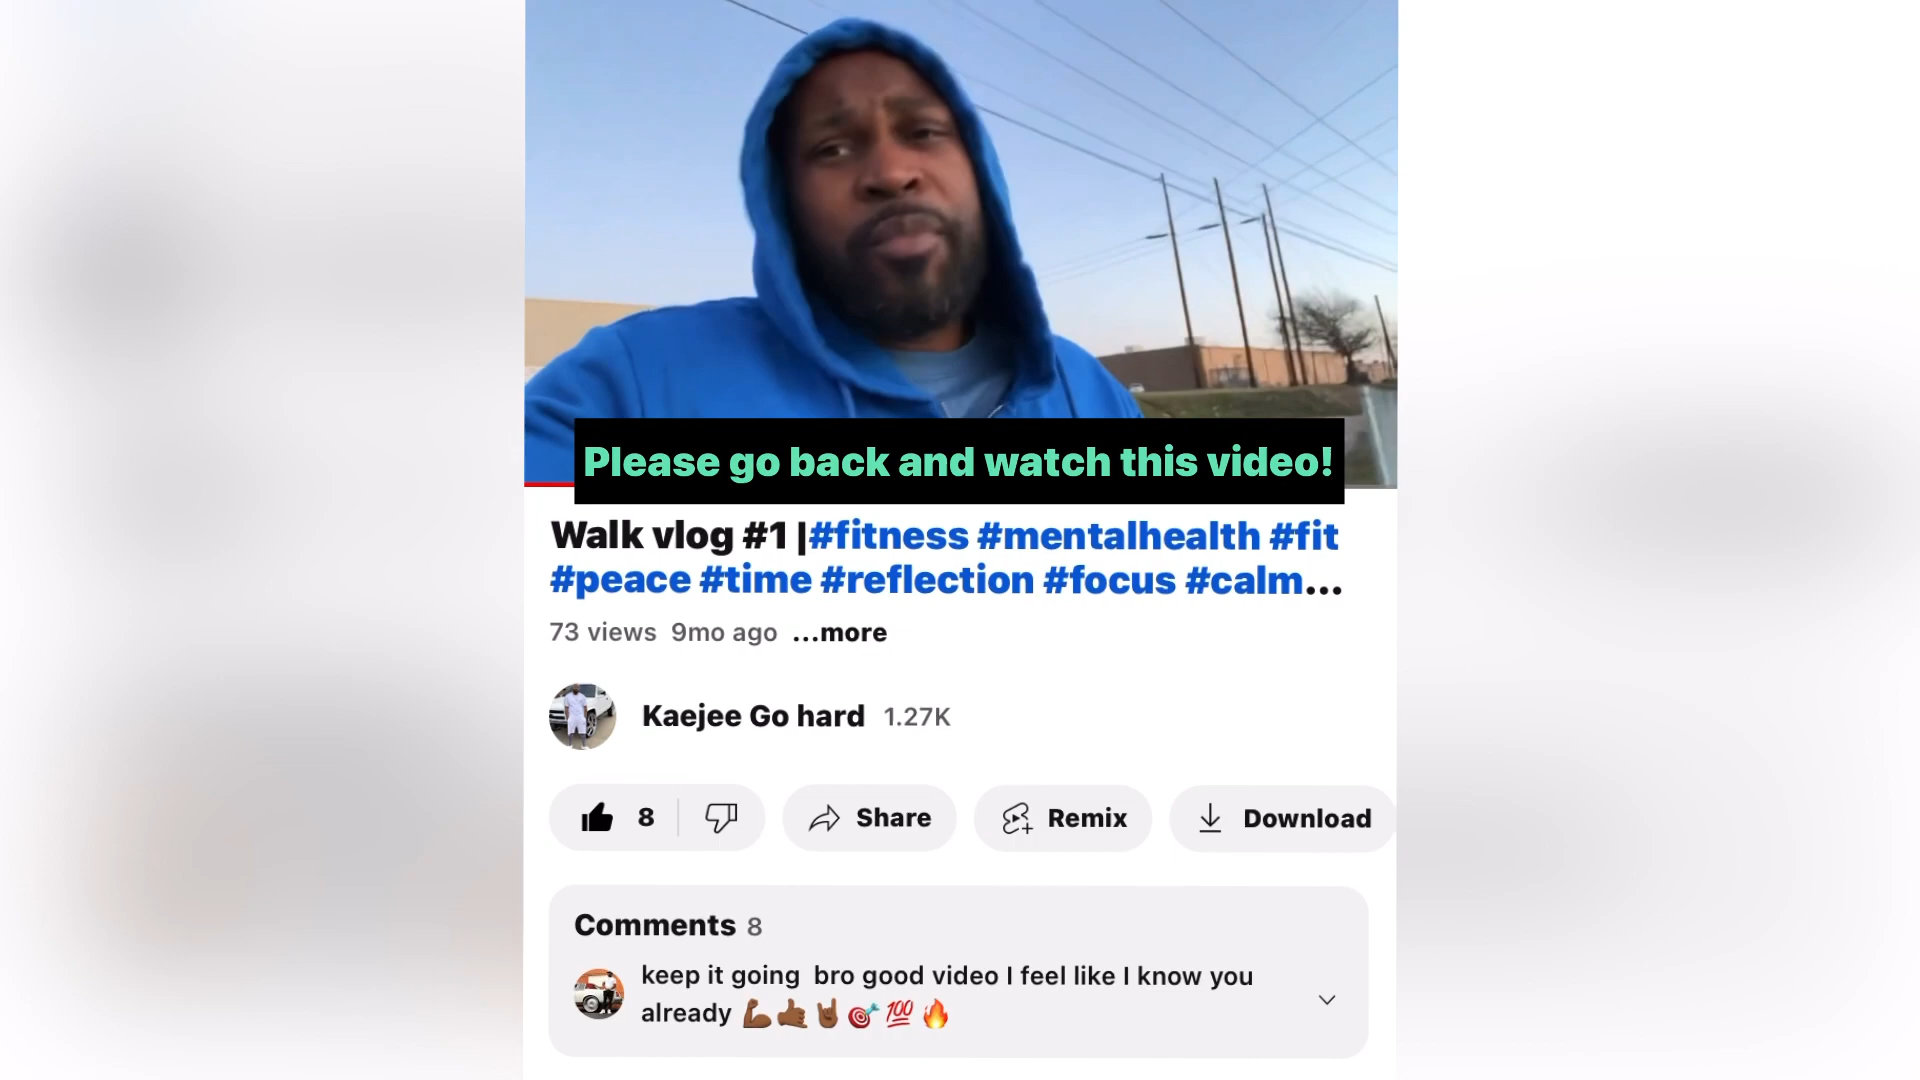 Please go back and watch this video!
Walk vlog #1 |#fitness #mentalhealth #fit
#peace #time #reflection #focus #calm...
73 views 9mo ago ...more
Kaejee Go hard 1.27K
8 Share Remix Download
Comments 8
keep it going bro good video I feel like I know you
already 💪🏾🤙🏾🤘🏾🎯💯🔥